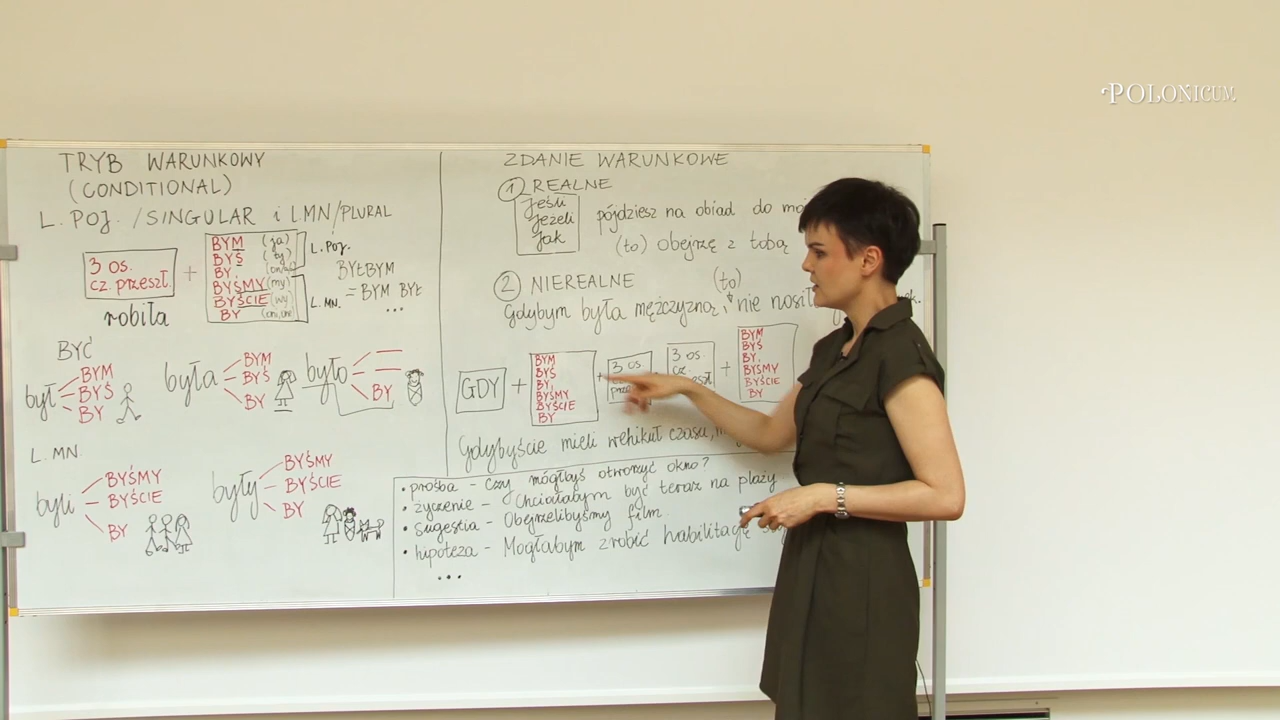 POLONICUM
TRYB WARUNKOWY
(CONDITIONAL)
L. POJ. /SINGULAR i LMN/PLURAL
3 os.
cz. przeszł.
+
BYM (ja)
BYŚ (ty)
BY.
BYŚMY (my)
BYŚCIE (wy)
BY (oni, one)
L. POJ.
L. MN.
BYŁBYM
= BYM BYŁ
...
robiła
BYĆ
był
BYM
BYŚ
BY
była
BYM
BYŚ
BY
było
BY
L. MN.
byli
BYŚMY
BYŚCIE
BY
były
BYŚMY
BYŚCIE
BY
ZDANIE WARUNKOWE
1 REALNE
Jeśli
Jeżeli
Jak
pójdziesz na obiad do
(to) obejrzę z tobą
2 NIEREALNE
(to)
Gdybym była mężczyzną, nie
GDY
+
BYM
BYŚ
BY.
BYŚMY
BYŚCIE
BY
+
3 os.
3 os.
cz.
+
BYM
BYŚ
BY.
BYŚMY
BYŚCIE
BY
Gdybyście mieli wehikuł czasu,
• prośba – Czy mógłbyś otworzyć okno?
• życzenie – Chciałabym być teraz na plaży
• sugestia – Obejrzelibyśmy film.
• hipoteza – Mogłabym zrobić habilitację
...